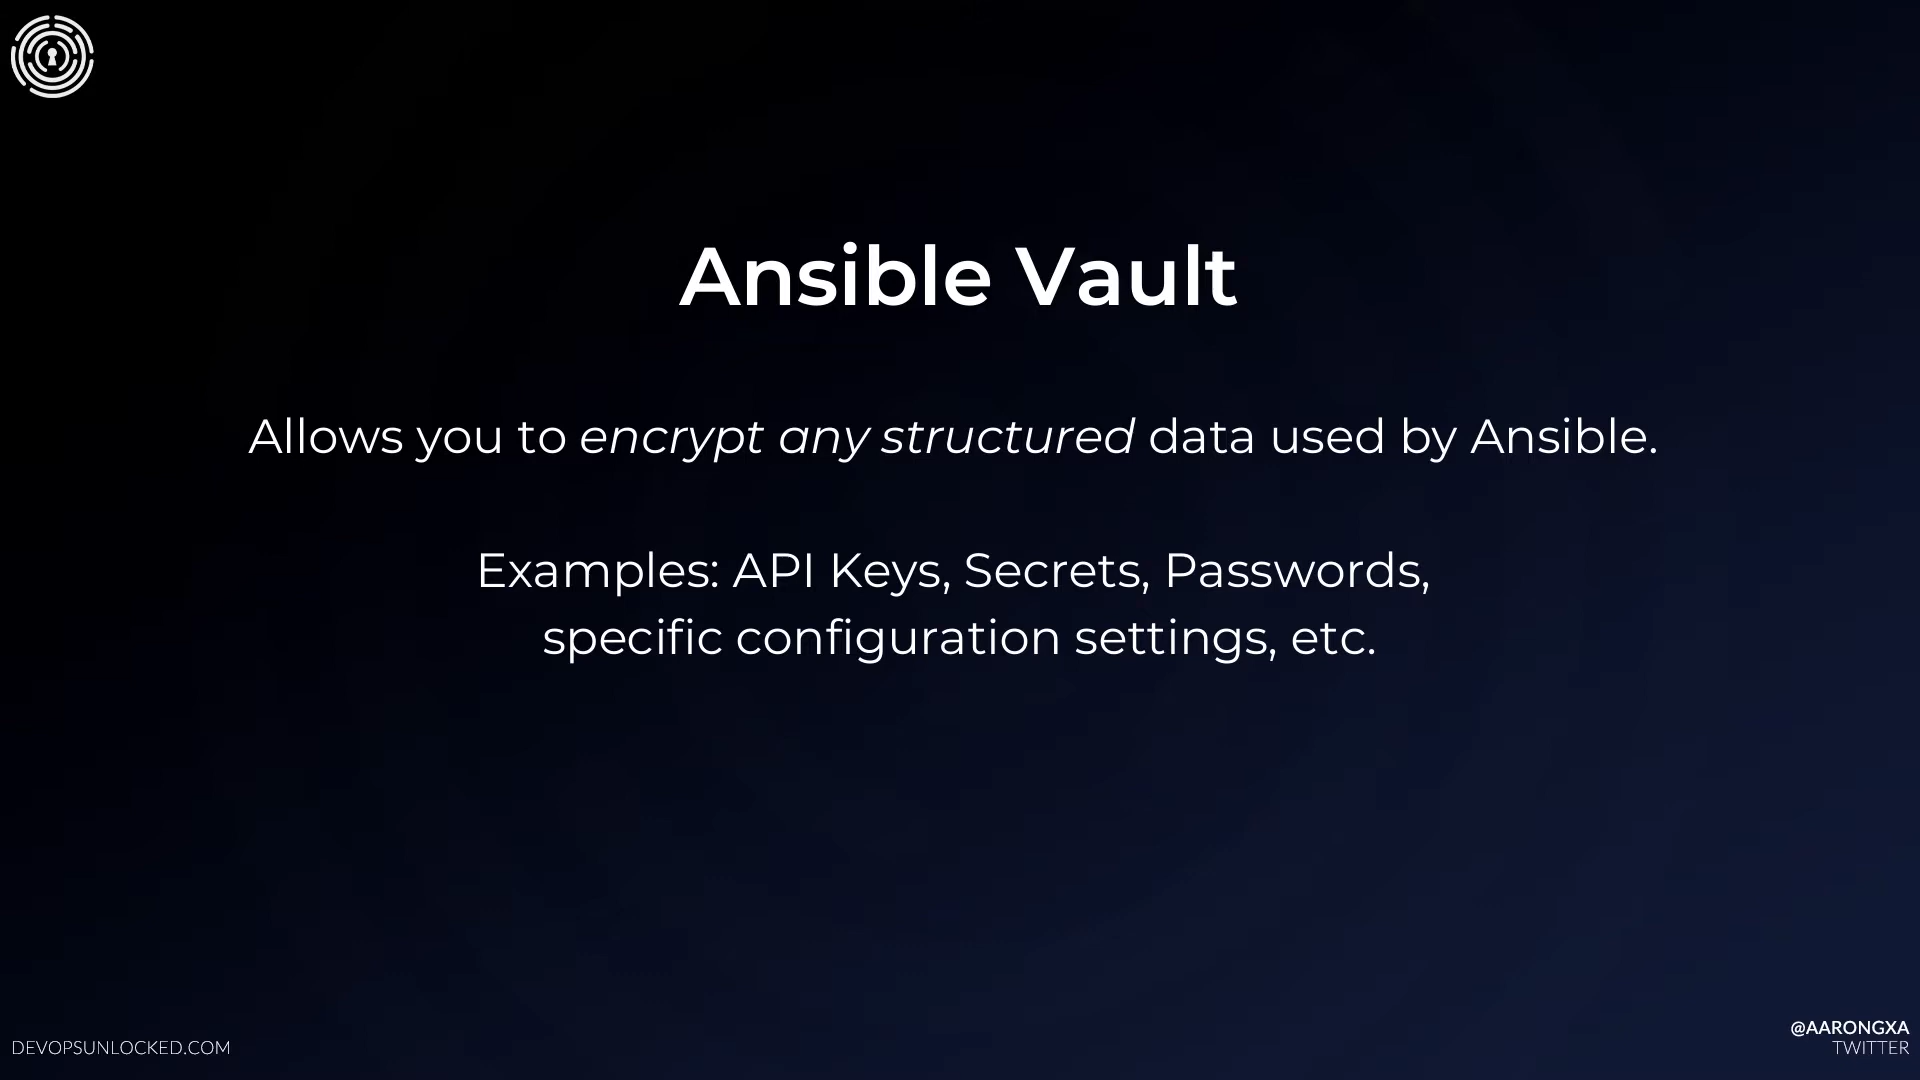 Ansible Vault
Allows you to encrypt any structured data used by Ansible.
Examples: API Keys, Secrets, Passwords,
specific configuration settings, etc.
DEVOPSUNLOCKED.COM
@AARONGXA
TWITTER